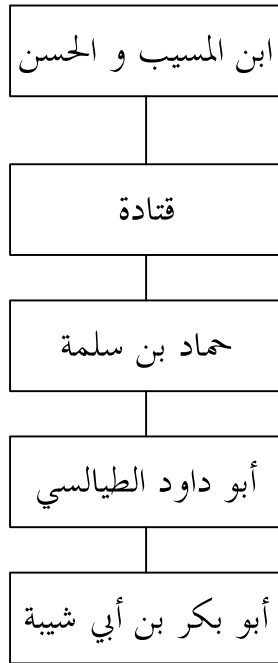 ابن المسيب و الحسن
قتادة
حماد بن سلمة
أبو داود الطيالسي
أبو بكر بن أبي شيبة